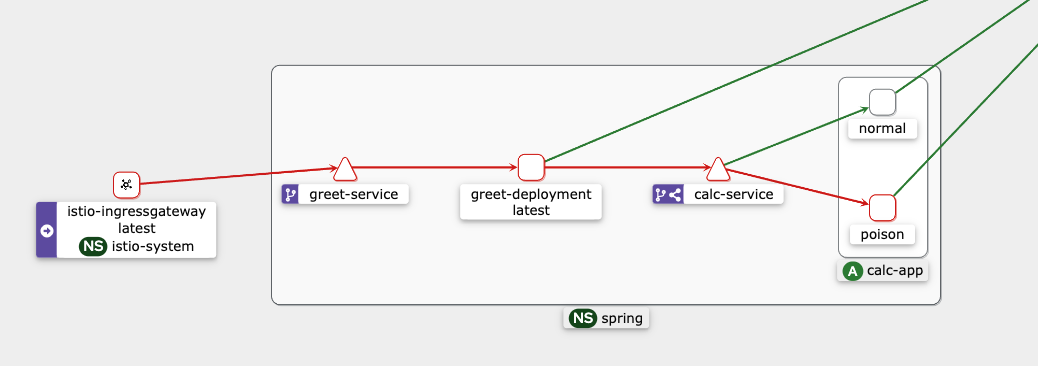 normal
greet-service
greet-deployment
latest
calc-service
istio-ingressgateway
latest
NS istio-system
poison
A calc-app
NS spring